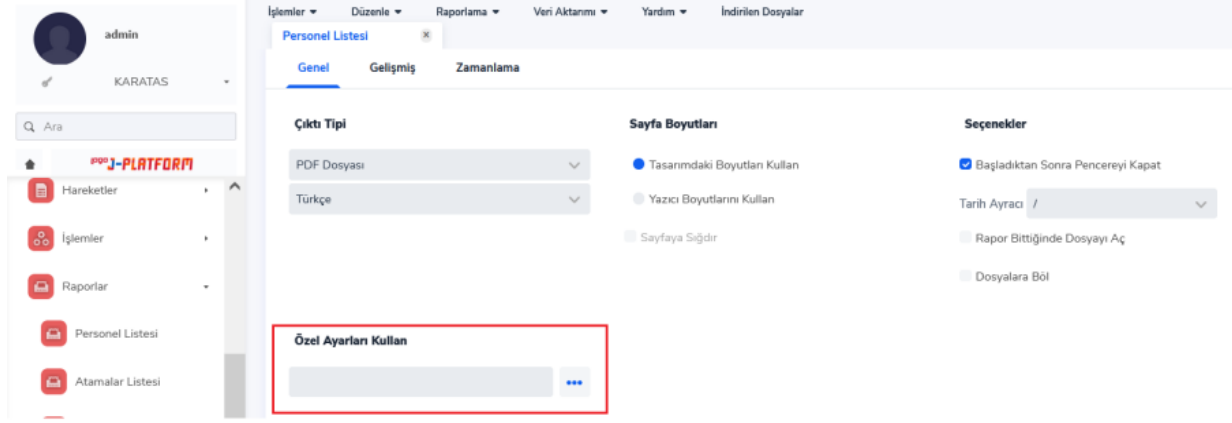 admin
KARATAS
Ara
J-PLATFORM
Hareketler
İşlemler
Raporlar
Personel Listesi
Atamalar Listesi
İşlemler Düzenle Raporlama Veri Aktarımı Yardım İndirilen Dosyalar
Personel Listesi
Genel Gelişmiş Zamanlama
Çıktı Tipi
PDF Dosyası
Türkçe
Sayfa Boyutları
Tasarımdaki Boyutları Kullan
Yazıcı Boyutlarını Kullan
Sayfaya Sığdır
Seçenekler
Başladıktan Sonra Pencereyi Kapat
Tarih Ayracı /
Rapor Bittiğinde Dosyayı Aç
Dosyalara Böl
Özel Ayarları Kullan